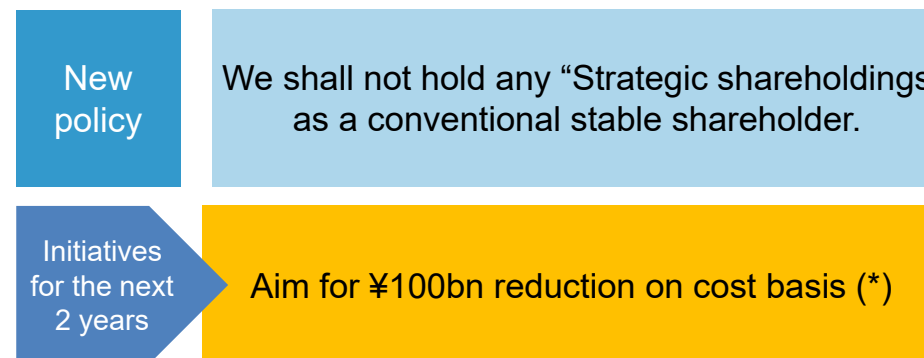 New
policy
We shall not hold any “Strategic shareholdings
as a conventional stable shareholder.
Initiatives
for the next
2 years
Aim for ¥100bn reduction on cost basis (*)